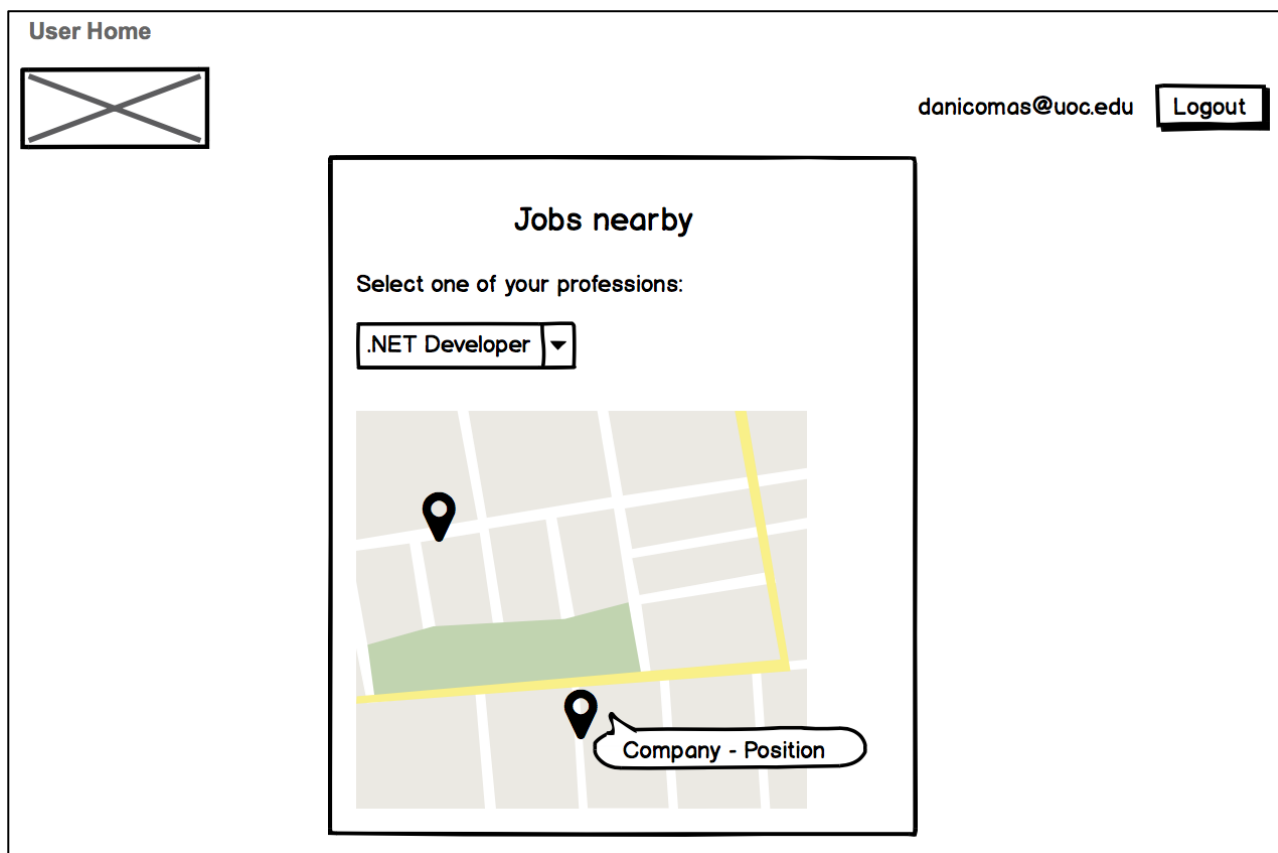 User Home
danicomas@uoc.edu
Logout
Jobs nearby
Select one of your professions:
.NET Developer
Company - Position